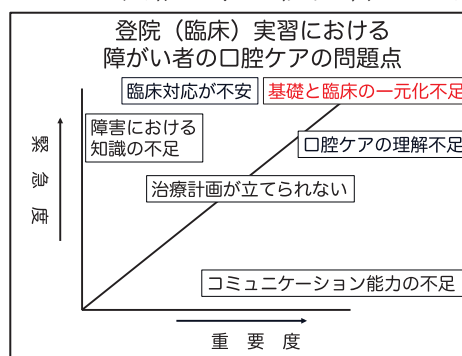 登院（臨床）実習における
障がい者の口腔ケアの問題点
臨床対応が不安
基礎と臨床の一元化不足
障害における
知識の不足
口腔ケアの理解不足
治療計画が立てられない
コミュニケーション能力の不足
緊急度
重要度